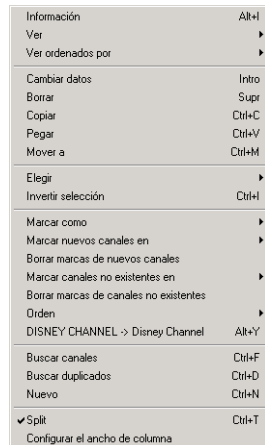 Información Alt+I
Ver
Ver ordenados por
Cambiar datos Intro
Borrar Supr
Copiar Ctrl+C
Pegar Ctrl+V
Mover a Ctrl+M
Elegir
Invertir selección Ctrl+I
Marcar como
Marcar nuevos canales en
Borrar marcas de nuevos canales
Marcar canales no existentes en
Borrar marcas de canales no existentes
Orden
DISNEY CHANNEL -> Disney Channel Alt+Y
Buscar canales Ctrl+F
Buscar duplicados Ctrl+D
Nuevo Ctrl+N
Split Ctrl+T
Configurar el ancho de columna